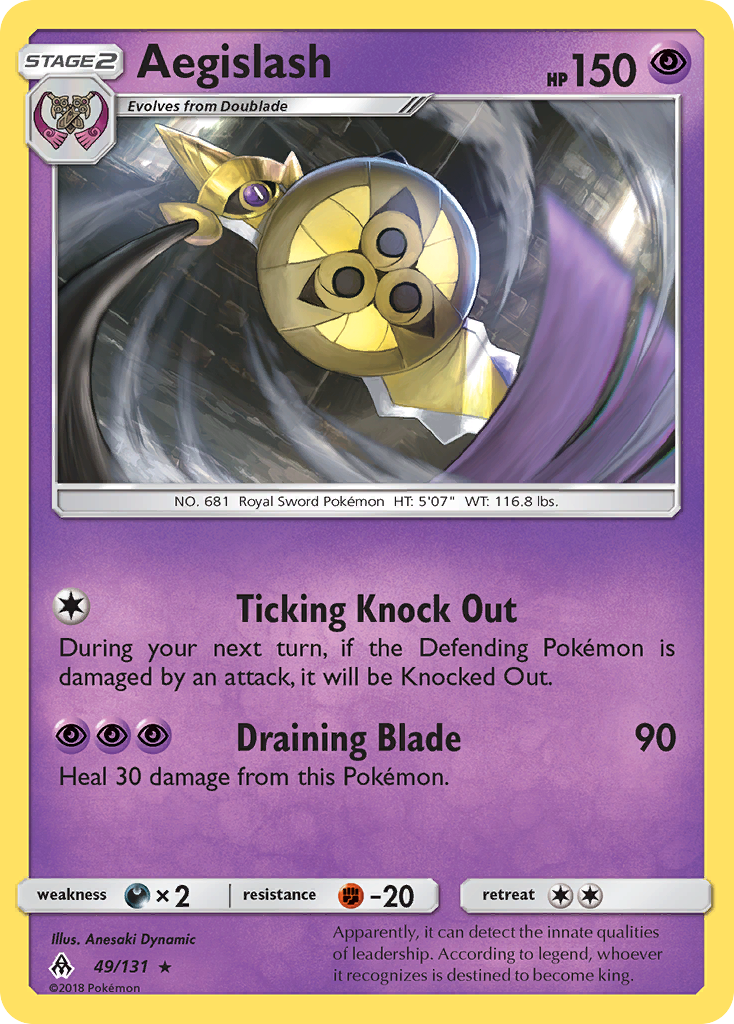 STAGE2
Aegislash
HP 150
Evolves from Doublade
NO. 681 Royal Sword Pokémon HT: 5'07" WT: 116.8 lbs.
Ticking Knock Out
During your next turn, if the Defending Pokémon is
damaged by an attack, it will be Knocked Out.
Draining Blade 90
Heal 30 damage from this Pokémon.
weakness ×2 resistance -20 retreat
Illus. Anesaki Dynamic
49/131 ★
©2018 Pokémon
Apparently, it can detect the innate qualities
of leadership. According to legend, whoever
it recognizes is destined to become king.